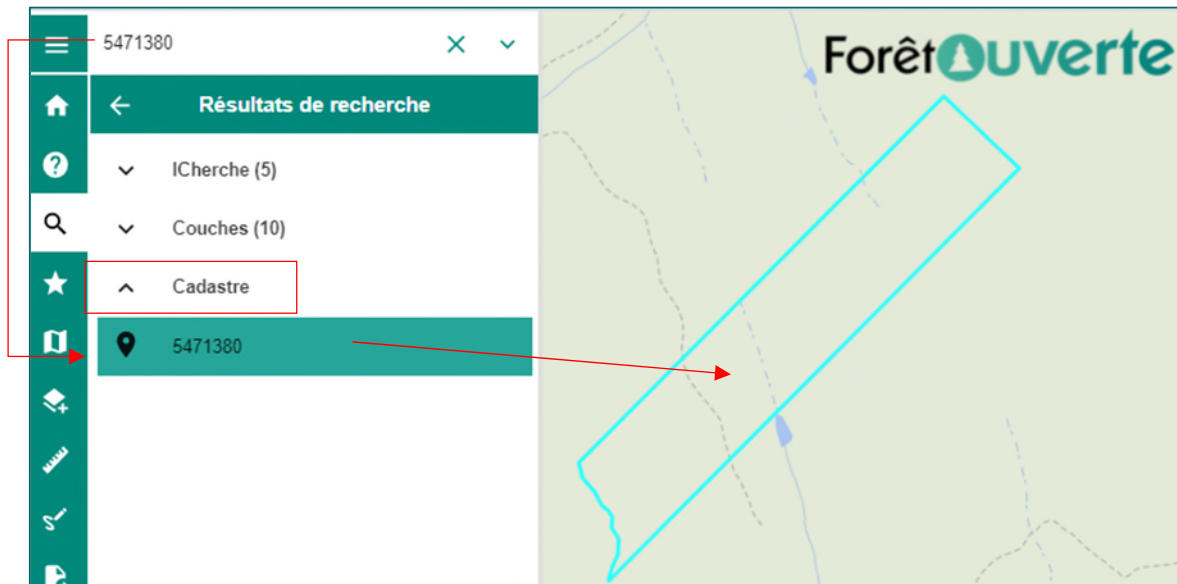 5471380
ForêtOuverte
Résultats de recherche
ICherche (5)
Couches (10)
Cadastre
5471380